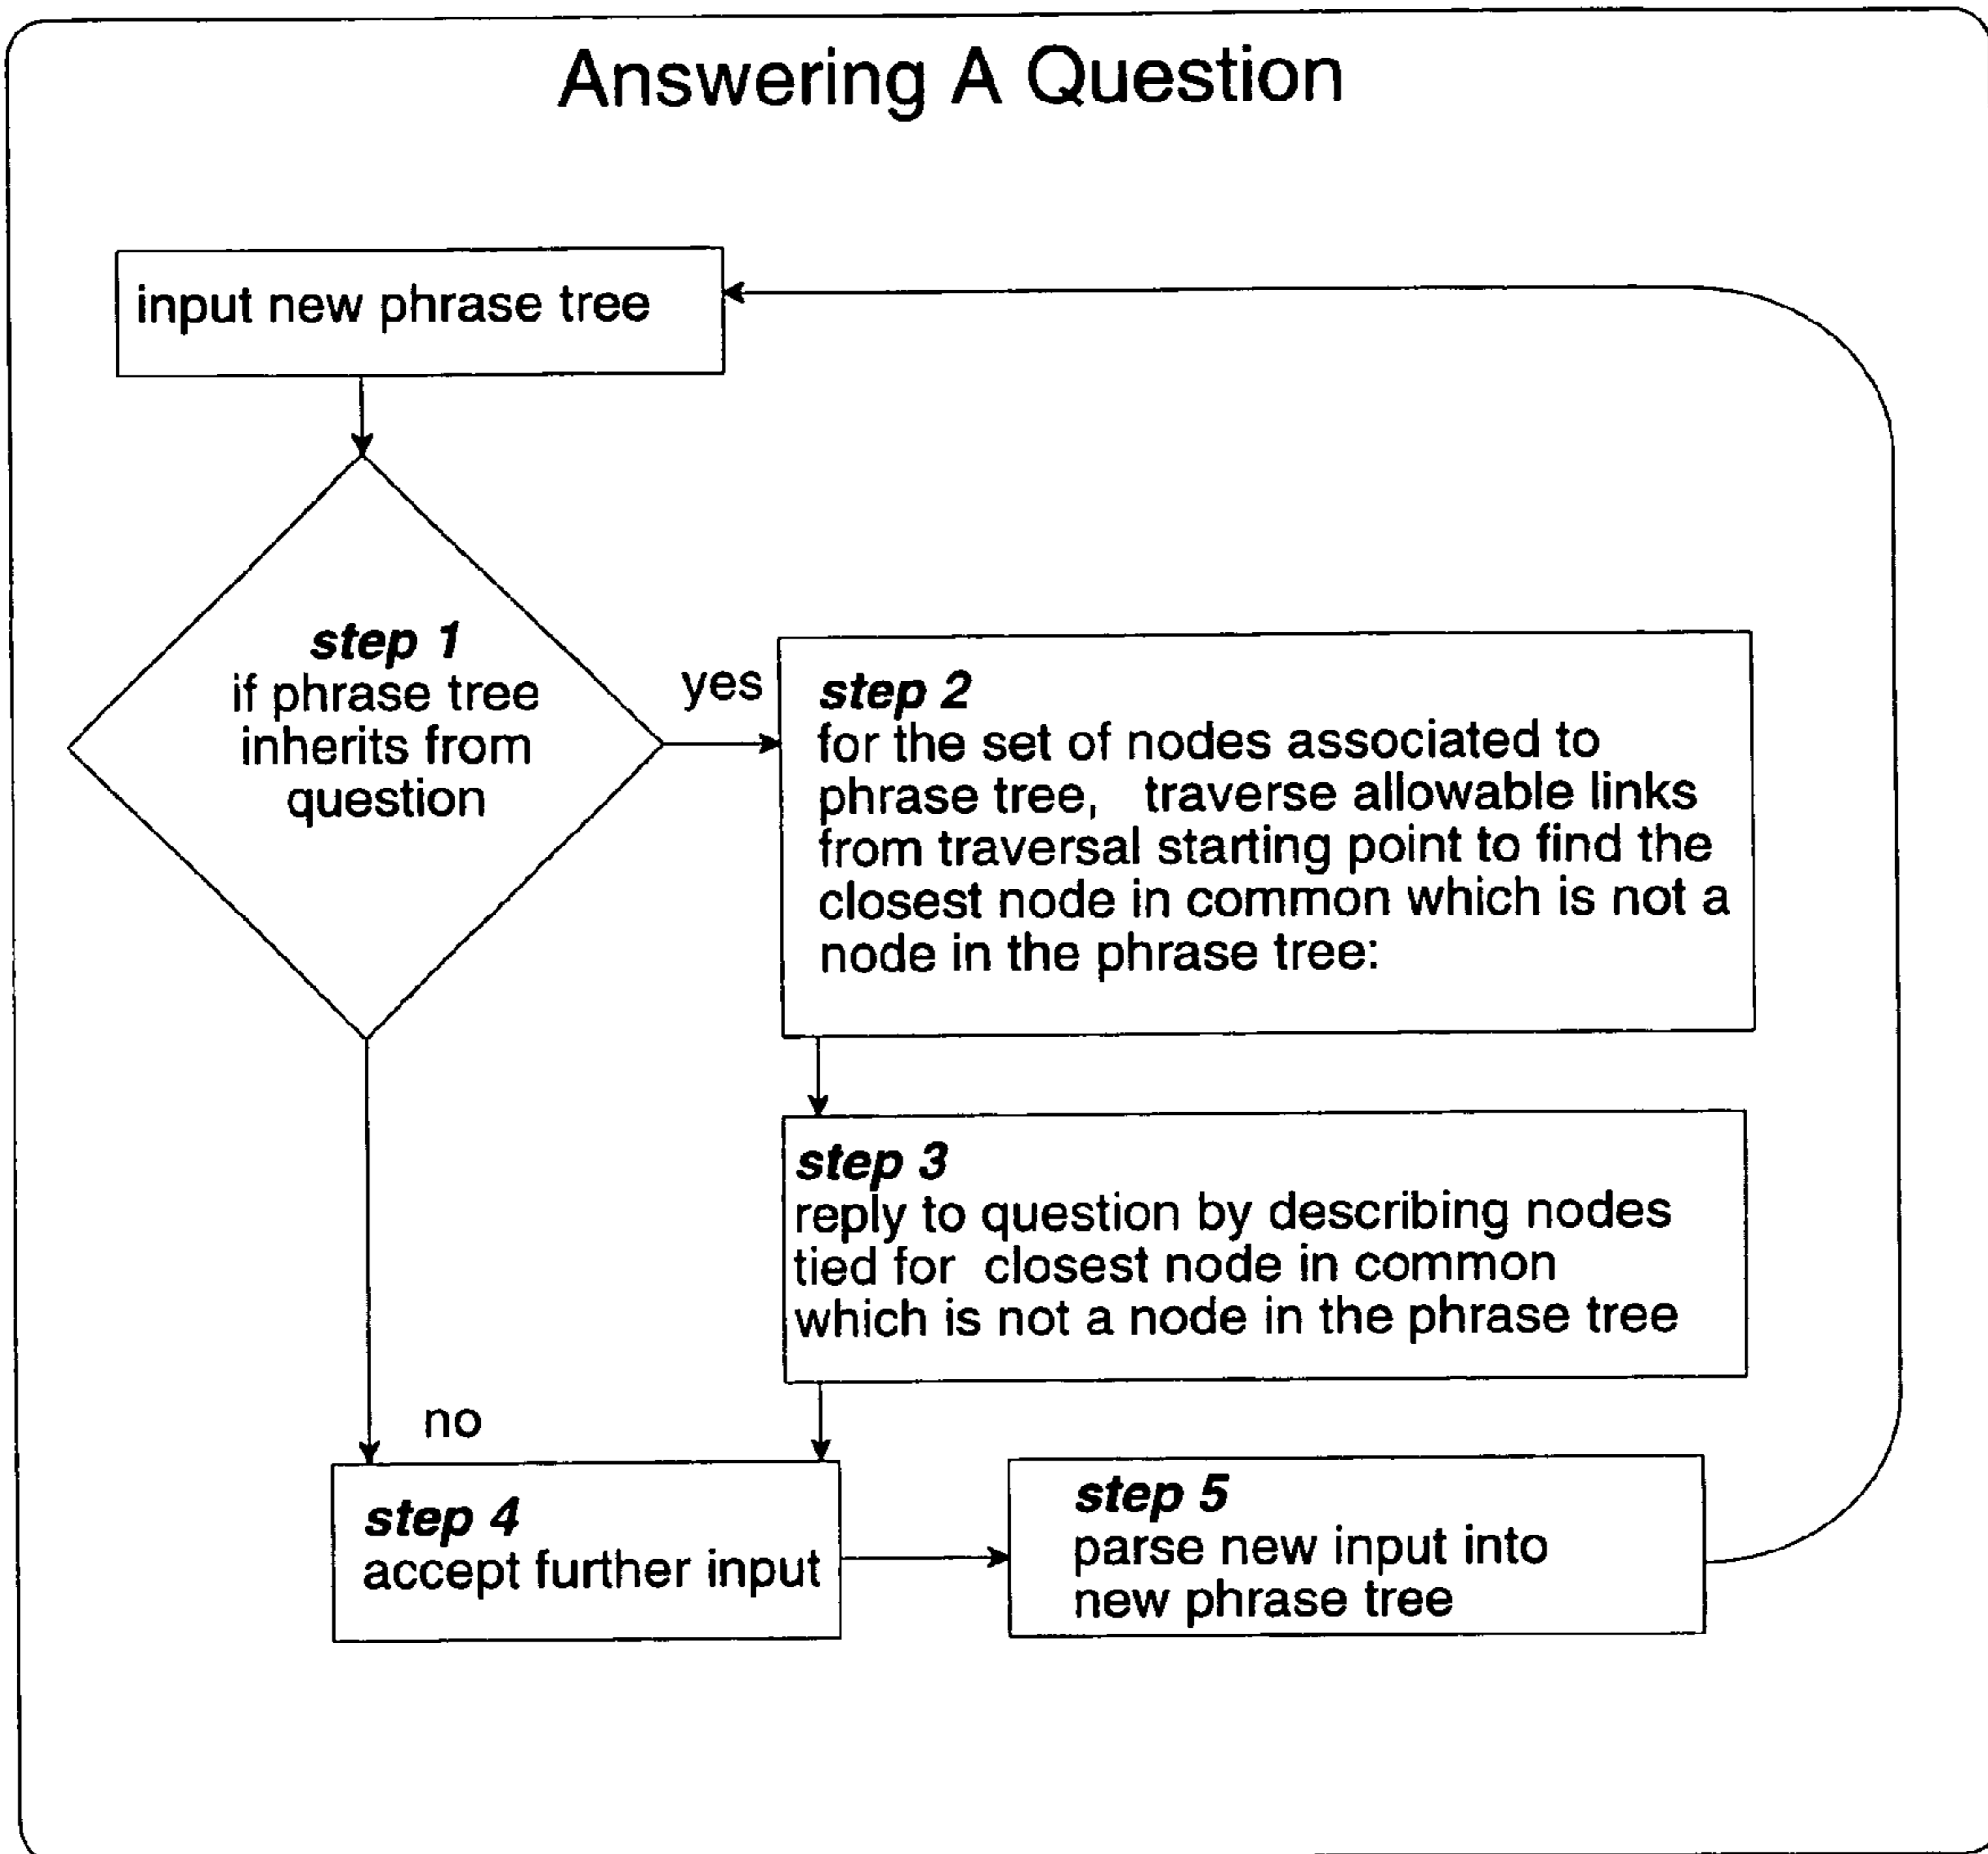 Answering A Question
input new phrase tree
step 1
if phrase tree
inherits from
question
yes
step 2
for the set of nodes associated to
phrase tree, traverse allowable links
from traversal starting point to find the
closest node in common which is not a
node in the phrase tree:
step 3
reply to question by describing nodes
tied for closest node in common
which is not a node in the phrase tree
no
step 4
accept further input
step 5
parse new input into
new phrase tree